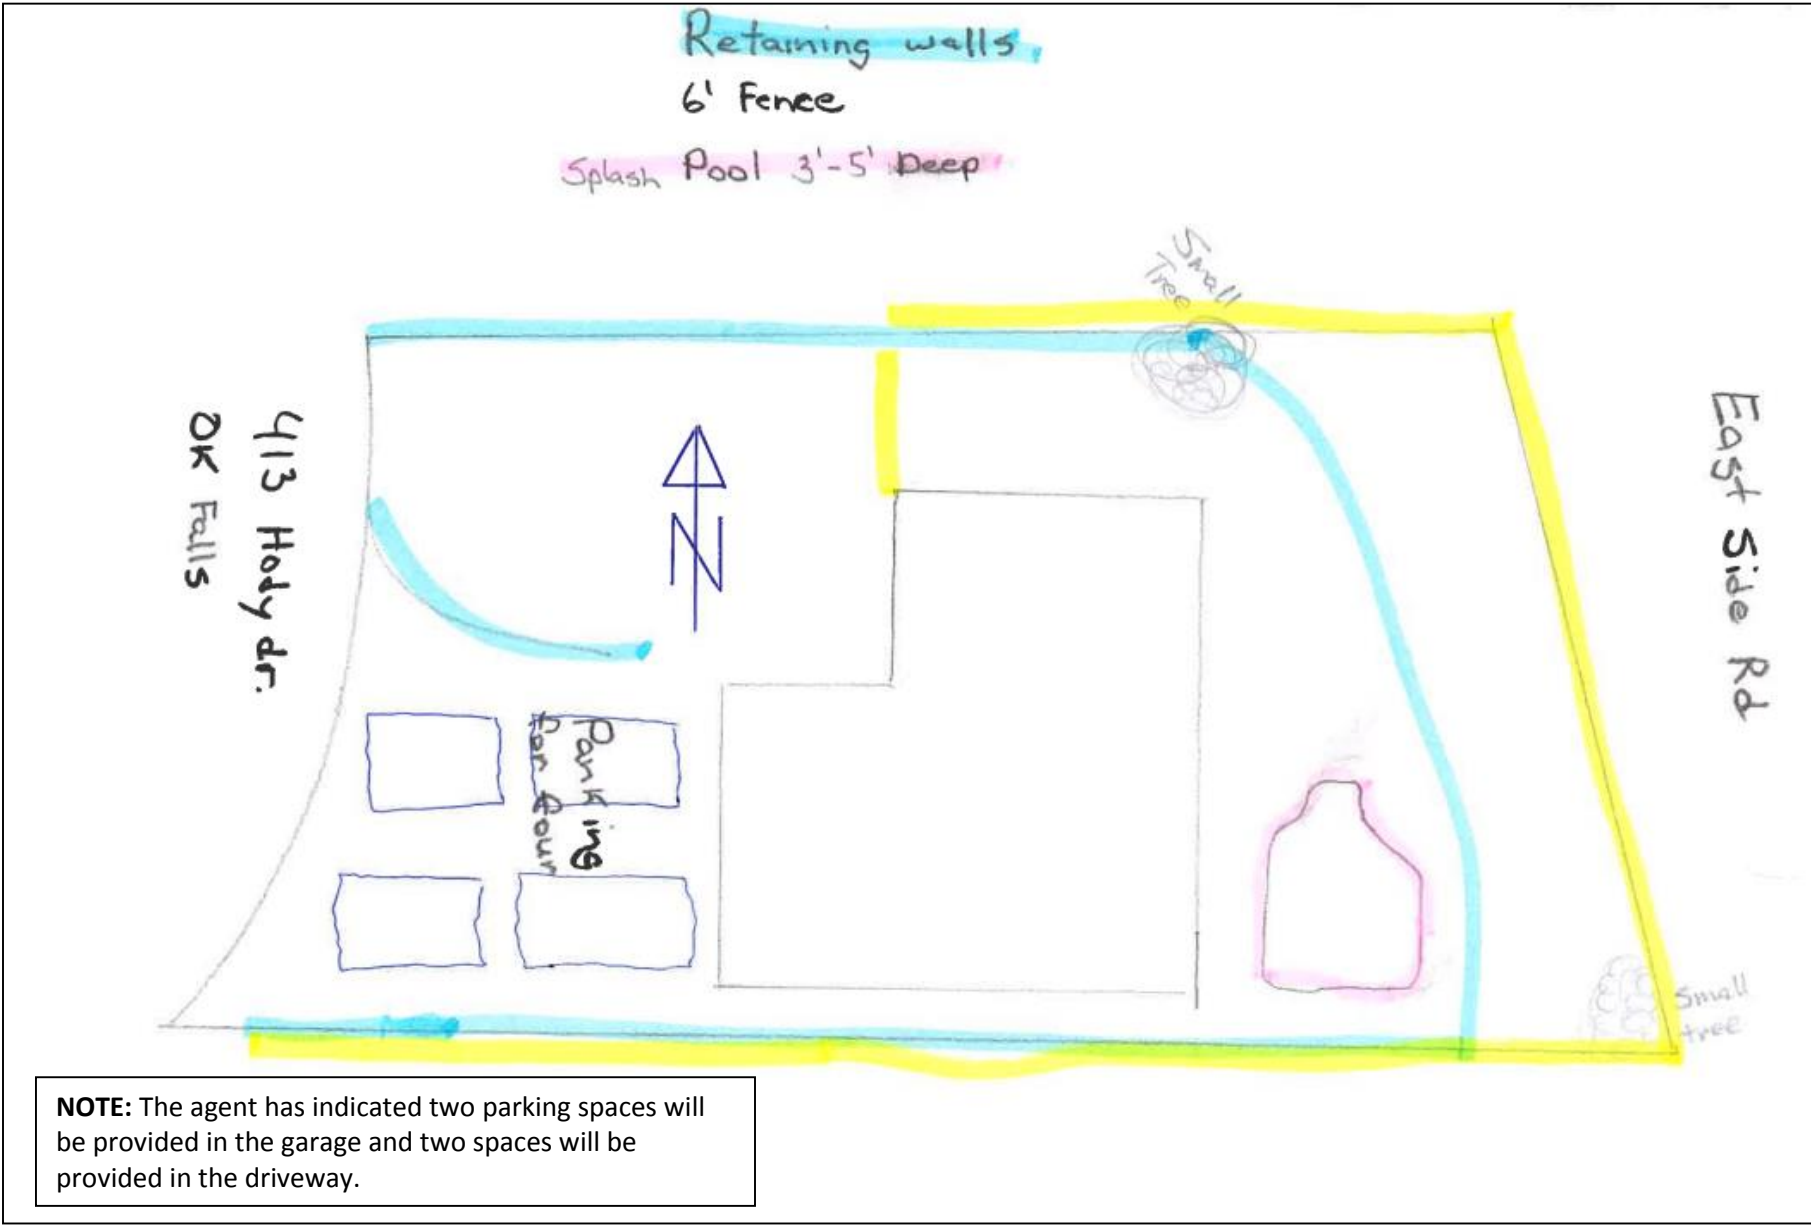 Retaining walls
6' Fence
Splash Pool 3'-5' Deep
Small
Tree
413 Hody dr.
OK Falls
N
East Side Rd
Parking
For Four
Small
tree
NOTE: The agent has indicated two parking spaces will
be provided in the garage and two spaces will be
provided in the driveway.